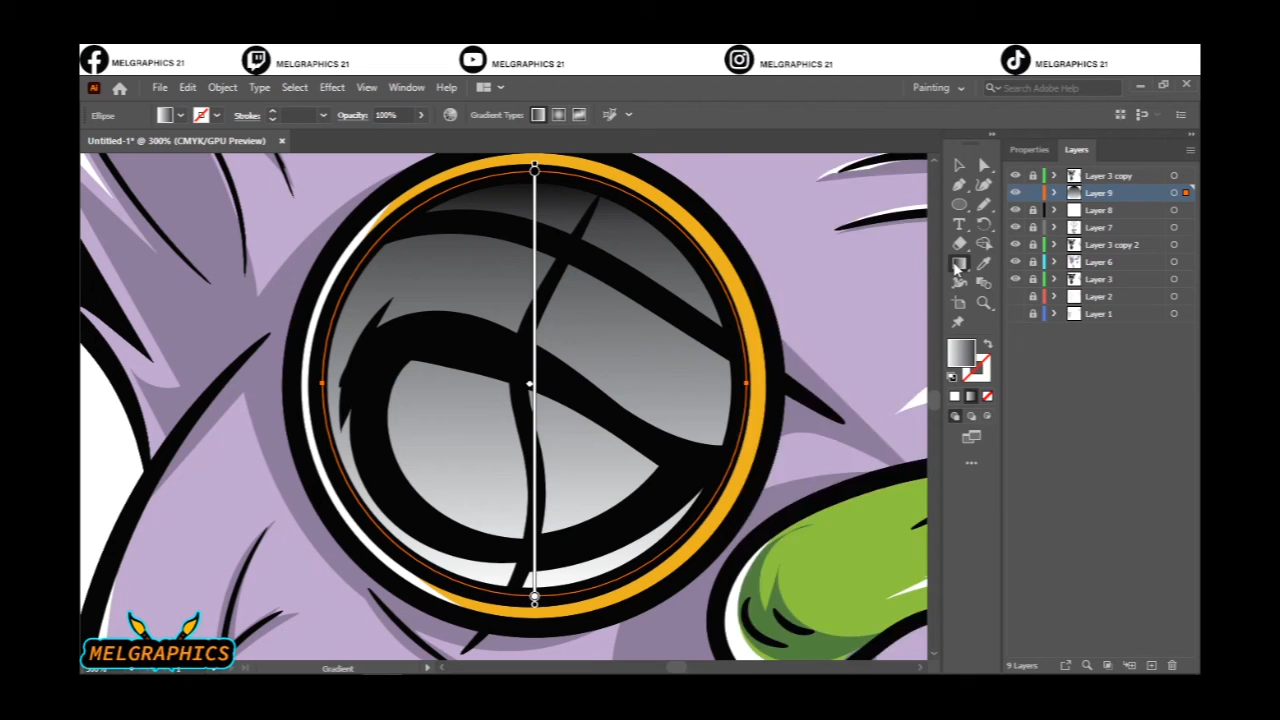 MELGRAPHICS 21 MELGRAPHICS 21 MELGRAPHICS 21 MELGRAPHICS 21 MELGRAPHICS 21
Ai File Edit Object Type Select Effect View Window Help Painting Search Adobe Help
Ellipse Stroke: Opacity: 100% Gradient Type:
Untitled-1* @ 300% (CMYK/GPU Preview)
Properties Layers
Layer 3 copy
Layer 9
Layer 8
Layer 7
Layer 3 copy 2
Layer 6
Layer 3
Layer 2
Layer 1
MELGRAPHICS
Gradient
9 Layers